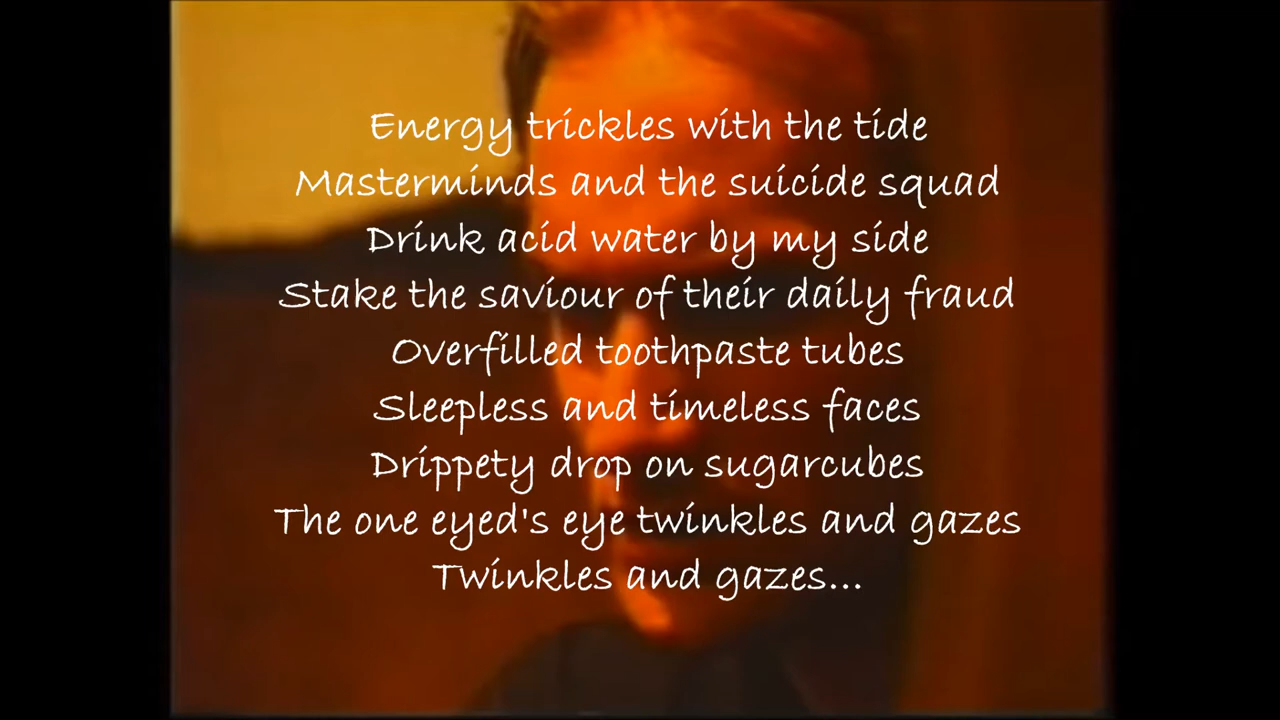 Energy trickles with the tide
Masterminds and the suicide squad
Drink acid water by my side
Stake the saviour of their daily fraud
Overfilled toothpaste tubes
Sleepless and timeless faces
Drippety drop on sugarcubes
The one eyed's eye twinkles and gazes
Twinkles and gazes...